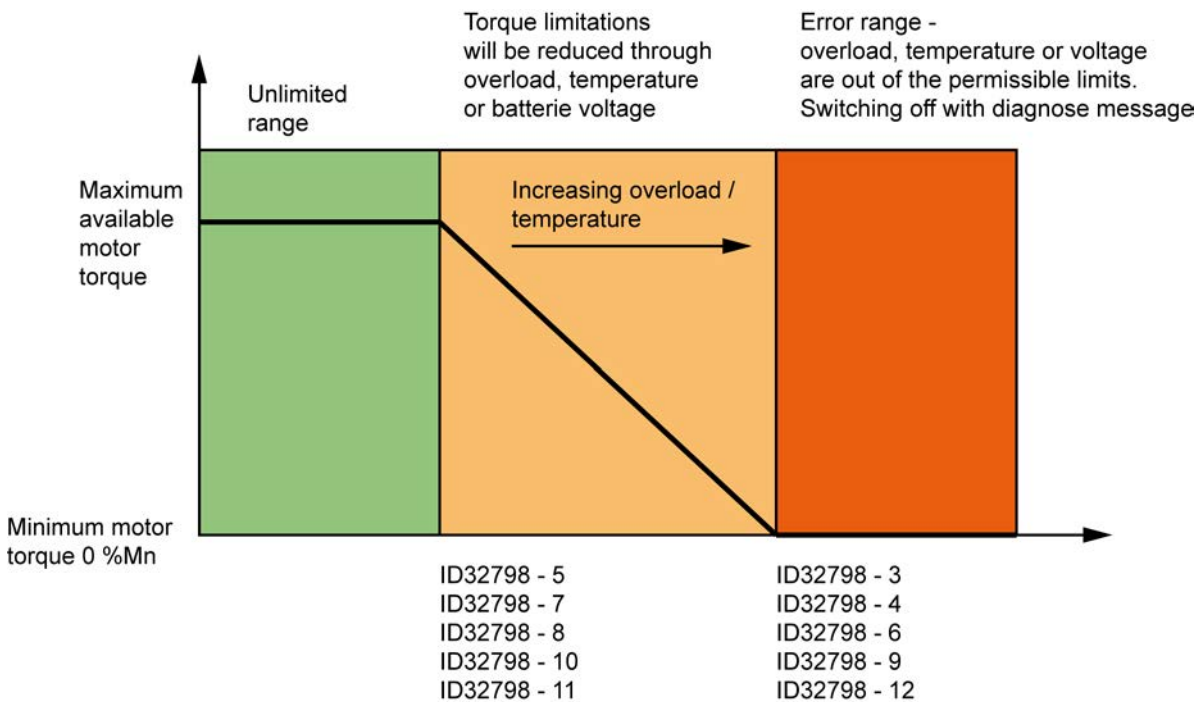 Torque limitations
will be reduced through
overload, temperature
or batterie voltage
Error range -
overload, temperature or voltage
are out of the permissible limits.
Switching off with diagnose message
Unlimited
range
Maximum
available
motor
torque
Increasing overload /
temperature
Minimum motor
torque 0 %Mn
ID32798 - 5
ID32798 - 7
ID32798 - 8
ID32798 - 10
ID32798 - 11
ID32798 - 3
ID32798 - 4
ID32798 - 6
ID32798 - 9
ID32798 - 12